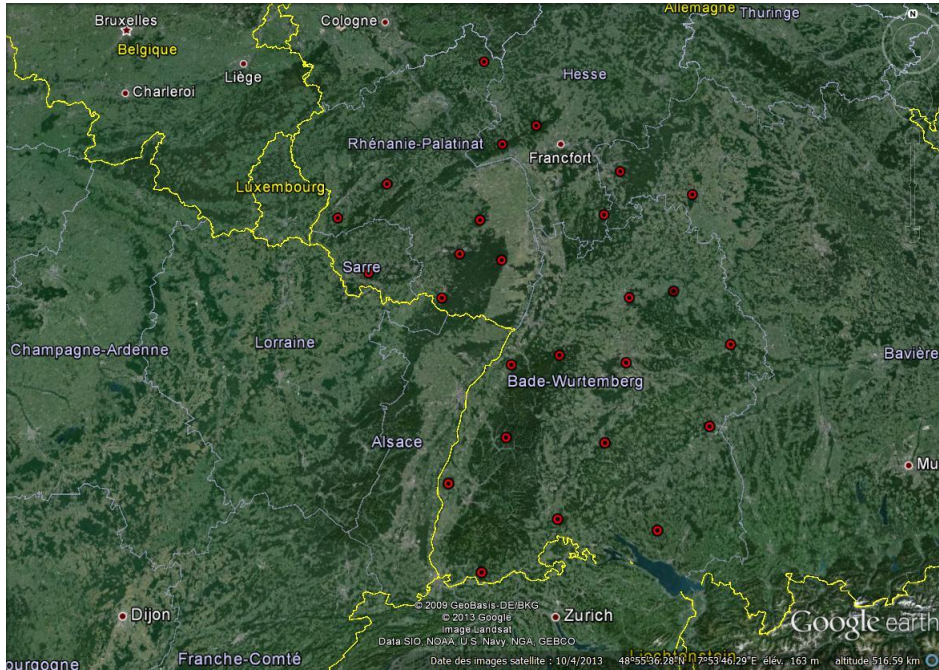 Allemagne Thuringe
Bruxelles
Cologne
N
Belgique
Liège
Hesse
Charleroi
Rhénanie-Palatinat
Francfort
Luxembourg
Sarre
Champagne-Ardenne
Lorraine
Bavière
Bade-Wurtemberg
Alsace
Mu
© 2009 GeoBasis-DE/BKG
© 2013 Google
Image Landsat
Data SIO, NOAA, U.S. Navy, NGA, GEBCO
Dijon
Zurich
Google earth
Liechtenstein
ourgogne
Franche-Comté
Date des images satellite : 10/4/2013 48°55'36.28"N 7°53'46.29"E élév. 163 m altitude 516.59 km